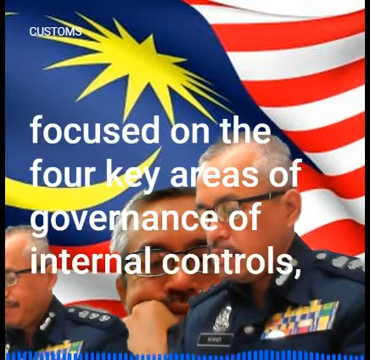 CUSTOMS
focused on the
four key areas of
governance of
internal controls,